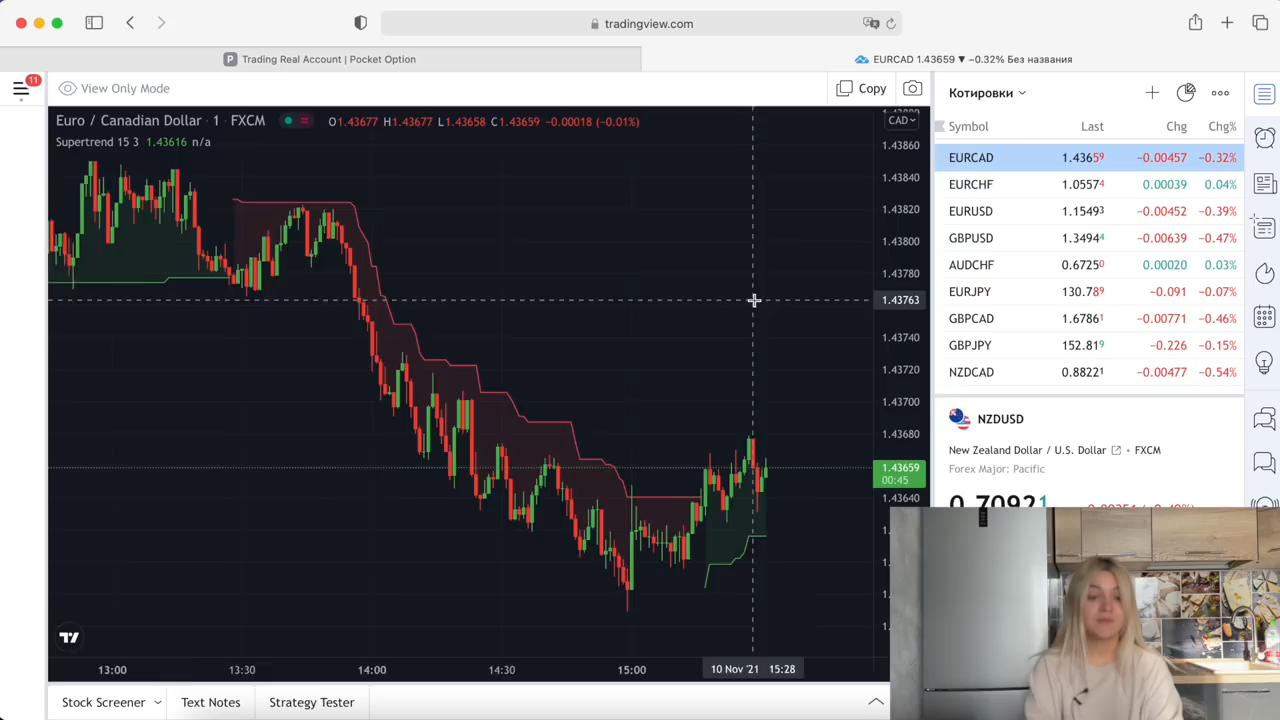 tradingview.com
P Trading Real Account | Pocket Option
EURCAD 1.43659 ▼ −0.32% Без названия
11
View Only Mode
Copy
Котировки
Euro / Canadian Dollar · 1 · FXCM
O1.43677 H1.43677 L1.43658 C1.43659 −0.00018 (−0.01%)
Supertrend 15 3 1.43616 n/a
CAD
1.43860
1.43840
1.43820
1.43800
1.43780
1.43763
1.43740
1.43720
1.43700
1.43680
1.43659
00:45
1.43640
Symbol Last Chg Chg%
EURCAD 1.43659 −0.00457 −0.32%
EURCHF 1.05574 0.00039 0.04%
EURUSD 1.15493 −0.00452 −0.39%
GBPUSD 1.34944 −0.00639 −0.47%
AUDCHF 0.67250 0.00020 0.03%
EURJPY 130.789 −0.091 −0.07%
GBPCAD 1.67861 −0.00771 −0.46%
GBPJPY 152.819 −0.226 −0.15%
NZDCAD 0.88221 −0.00477 −0.54%
NZDUSD
New Zealand Dollar / U.S. Dollar • FXCM
Forex Major: Pacific
0.70921
13:00 13:30 14:00 14:30 15:00 10 Nov '21 15:28
Stock Screener Text Notes Strategy Tester